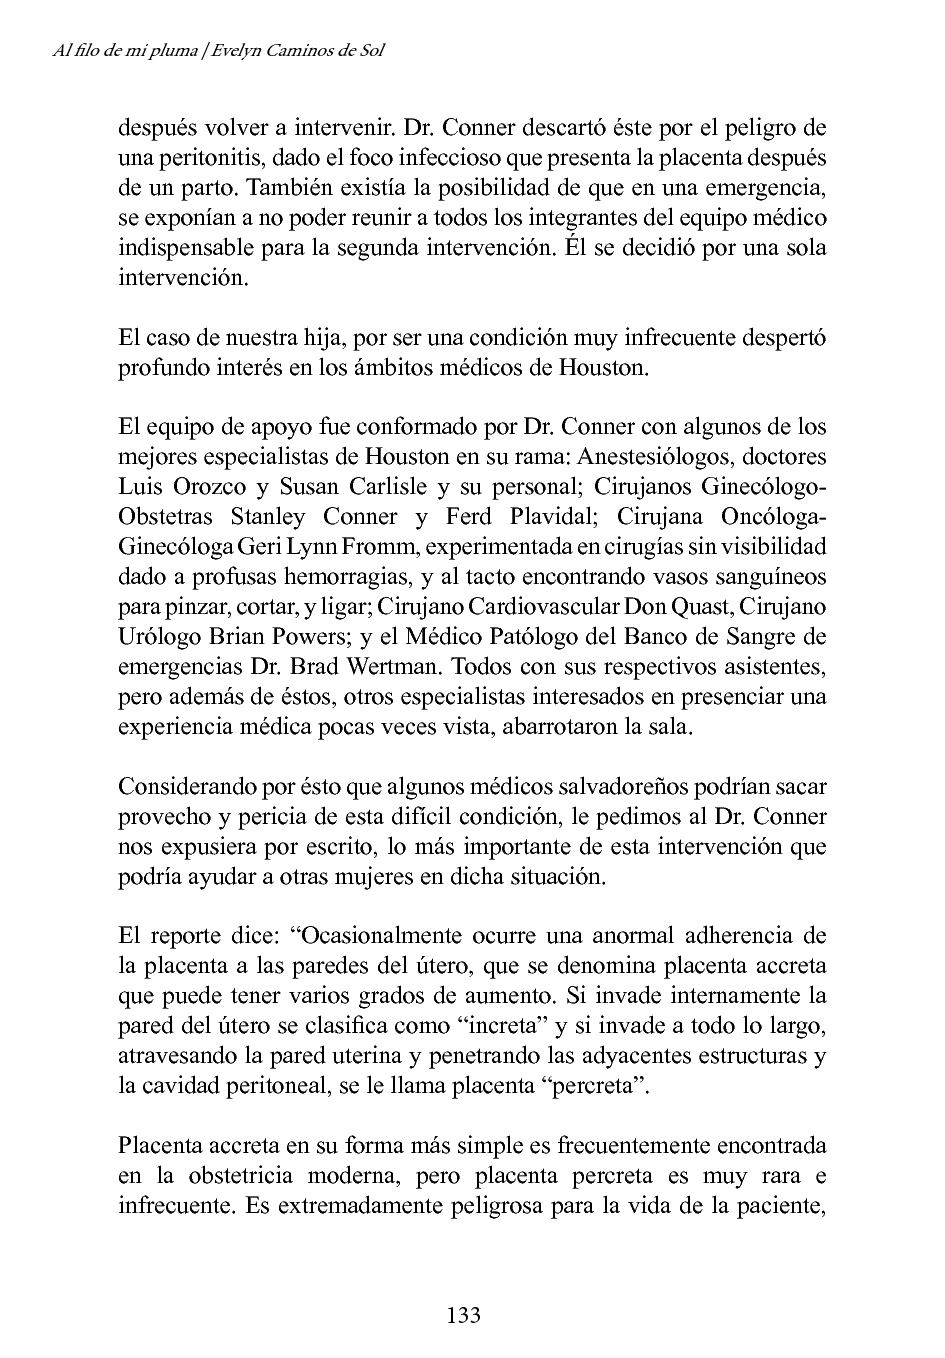 Al filo de mi pluma / Evelyn Caminos de Sol
después volver a intervenir. Dr. Conner descartó éste por el peligro de
una peritonitis, dado el foco infeccioso que presenta la placenta después
de un parto. También existía la posibilidad de que en una emergencia,
se exponían a no poder reunir a todos los integrantes del equipo médico
indispensable para la segunda intervención. Él se decidió por una sola
intervención.
El caso de nuestra hija, por ser una condición muy infrecuente despertó
profundo interés en los ámbitos médicos de Houston.
El equipo de apoyo fue conformado por Dr. Conner con algunos de los
mejores especialistas de Houston en su rama: Anestesiólogos, doctores
Luis Orozco y Susan Carlisle y su personal; Cirujanos Ginecólogo-
Obstetras Stanley Conner y Ferd Plavidal; Cirujana Oncóloga-
Ginecóloga Geri Lynn Fromm, experimentada en cirugías sin visibilidad
dado a profusas hemorragias, y al tacto encontrando vasos sanguíneos
para pinzar, cortar, y ligar; Cirujano Cardiovascular Don Quast, Cirujano
Urólogo Brian Powers; y el Médico Patólogo del Banco de Sangre de
emergencias Dr. Brad Wertman. Todos con sus respectivos asistentes,
pero además de éstos, otros especialistas interesados en presenciar una
experiencia médica pocas veces vista, abarrotaron la sala.
Considerando por ésto que algunos médicos salvadoreños podrían sacar
provecho y pericia de esta difícil condición, le pedimos al Dr. Conner
nos expusiera por escrito, lo más importante de esta intervención que
podría ayudar a otras mujeres en dicha situación.
El reporte dice: “Ocasionalmente ocurre una anormal adherencia de
la placenta a las paredes del útero, que se denomina placenta accreta
que puede tener varios grados de aumento. Si invade internamente la
pared del útero se clasifica como “increta” y si invade a todo lo largo,
atravesando la pared uterina y penetrando las adyacentes estructuras y
la cavidad peritoneal, se le llama placenta “percreta”.
Placenta accreta en su forma más simple es frecuentemente encontrada
en la obstetricia moderna, pero placenta percreta es muy rara e
infrecuente. Es extremadamente peligrosa para la vida de la paciente,
133